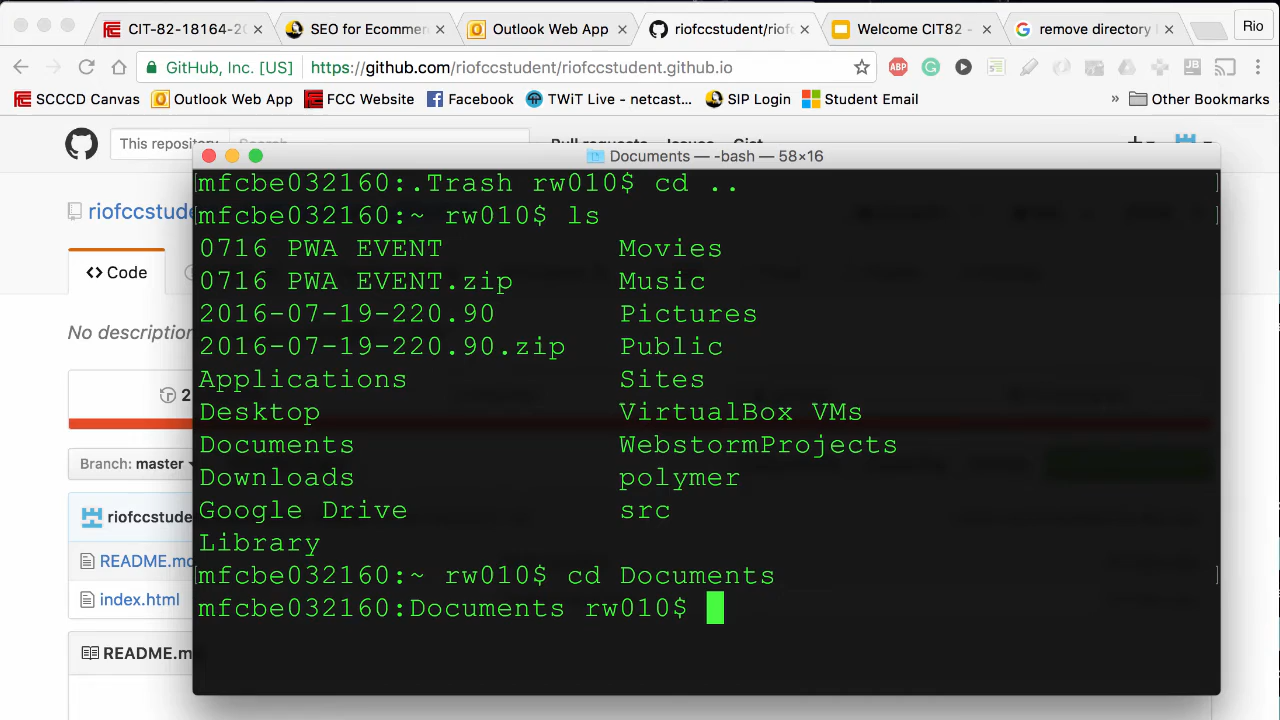 CIT-82-18164-20
SEO for Ecommer
Outlook Web App
riofccstudent/riof
Welcome CIT82 -
remove directory
Rio
GitHub, Inc. [US]
https://github.com/riofccstudent/riofccstudent.github.io
ABP
JB
SCCCD Canvas
Outlook Web App
FCC Website
Facebook
TWiT Live - netcast...
SIP Login
Student Email
» Other Bookmarks
This repository
Documents — -bash — 58×16
mfcbe032160:.Trash rw010$ cd ..
mfcbe032160:~ rw010$ ls
0716 PWA EVENT Movies
0716 PWA EVENT.zip Music
2016-07-19-220.90 Pictures
2016-07-19-220.90.zip Public
Applications Sites
Desktop VirtualBox VMs
Documents WebstormProjects
Downloads polymer
Google Drive src
Library
mfcbe032160:~ rw010$ cd Documents
mfcbe032160:Documents rw010$
riofccstude
Code
No description
2
Branch: master
riofccstude
README.md
index.html
README.m